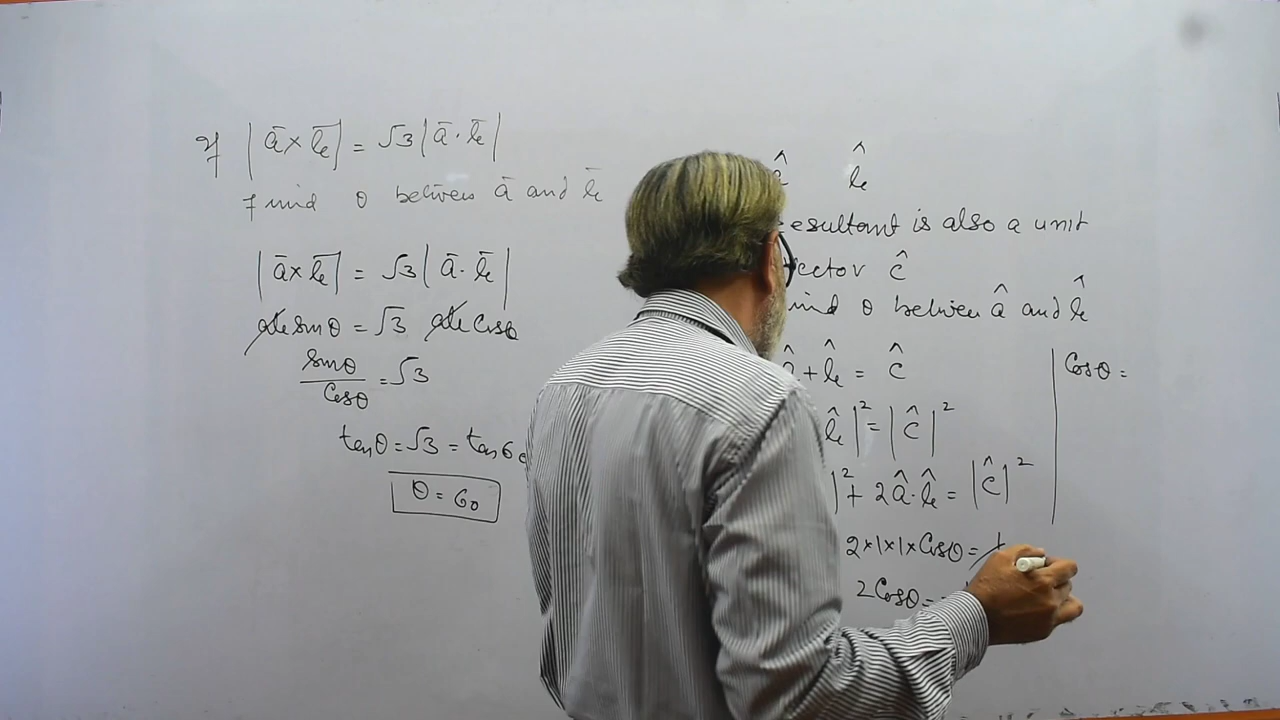 If |a̅×b̅| = √3|a̅·b̅|
Find θ between a̅ and b̅
|a̅×b̅| = √3|a̅·b̅|
ab sinθ = √3 ab Cosθ
sinθ/Cosθ = √3
tanθ = √3 = tan60
θ = 60
b̂
esultant is also a unit
ector ĉ
ind θ between â and b̂
â + b̂ = ĉ
b̂|² = |ĉ|²
|² + 2â·b̂ = |ĉ|²
2×1×1×Cosθ = 1
2Cosθ =
Cosθ =